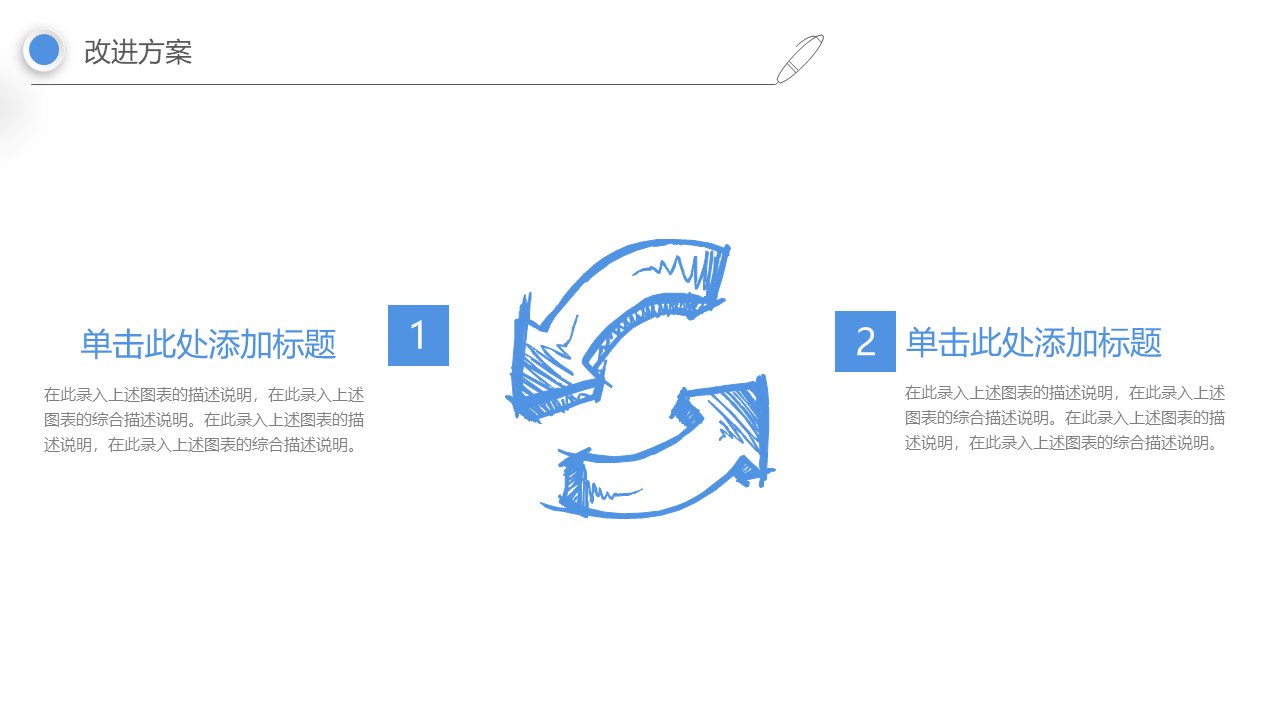 改进方案
1
单击此处添加标题
在此录入上述图表的描述说明，在此录入上述
图表的综合描述说明。在此录入上述图表的描
述说明，在此录入上述图表的综合描述说明。
2
单击此处添加标题
在此录入上述图表的描述说明，在此录入上述
图表的综合描述说明。在此录入上述图表的描
述说明，在此录入上述图表的综合描述说明。